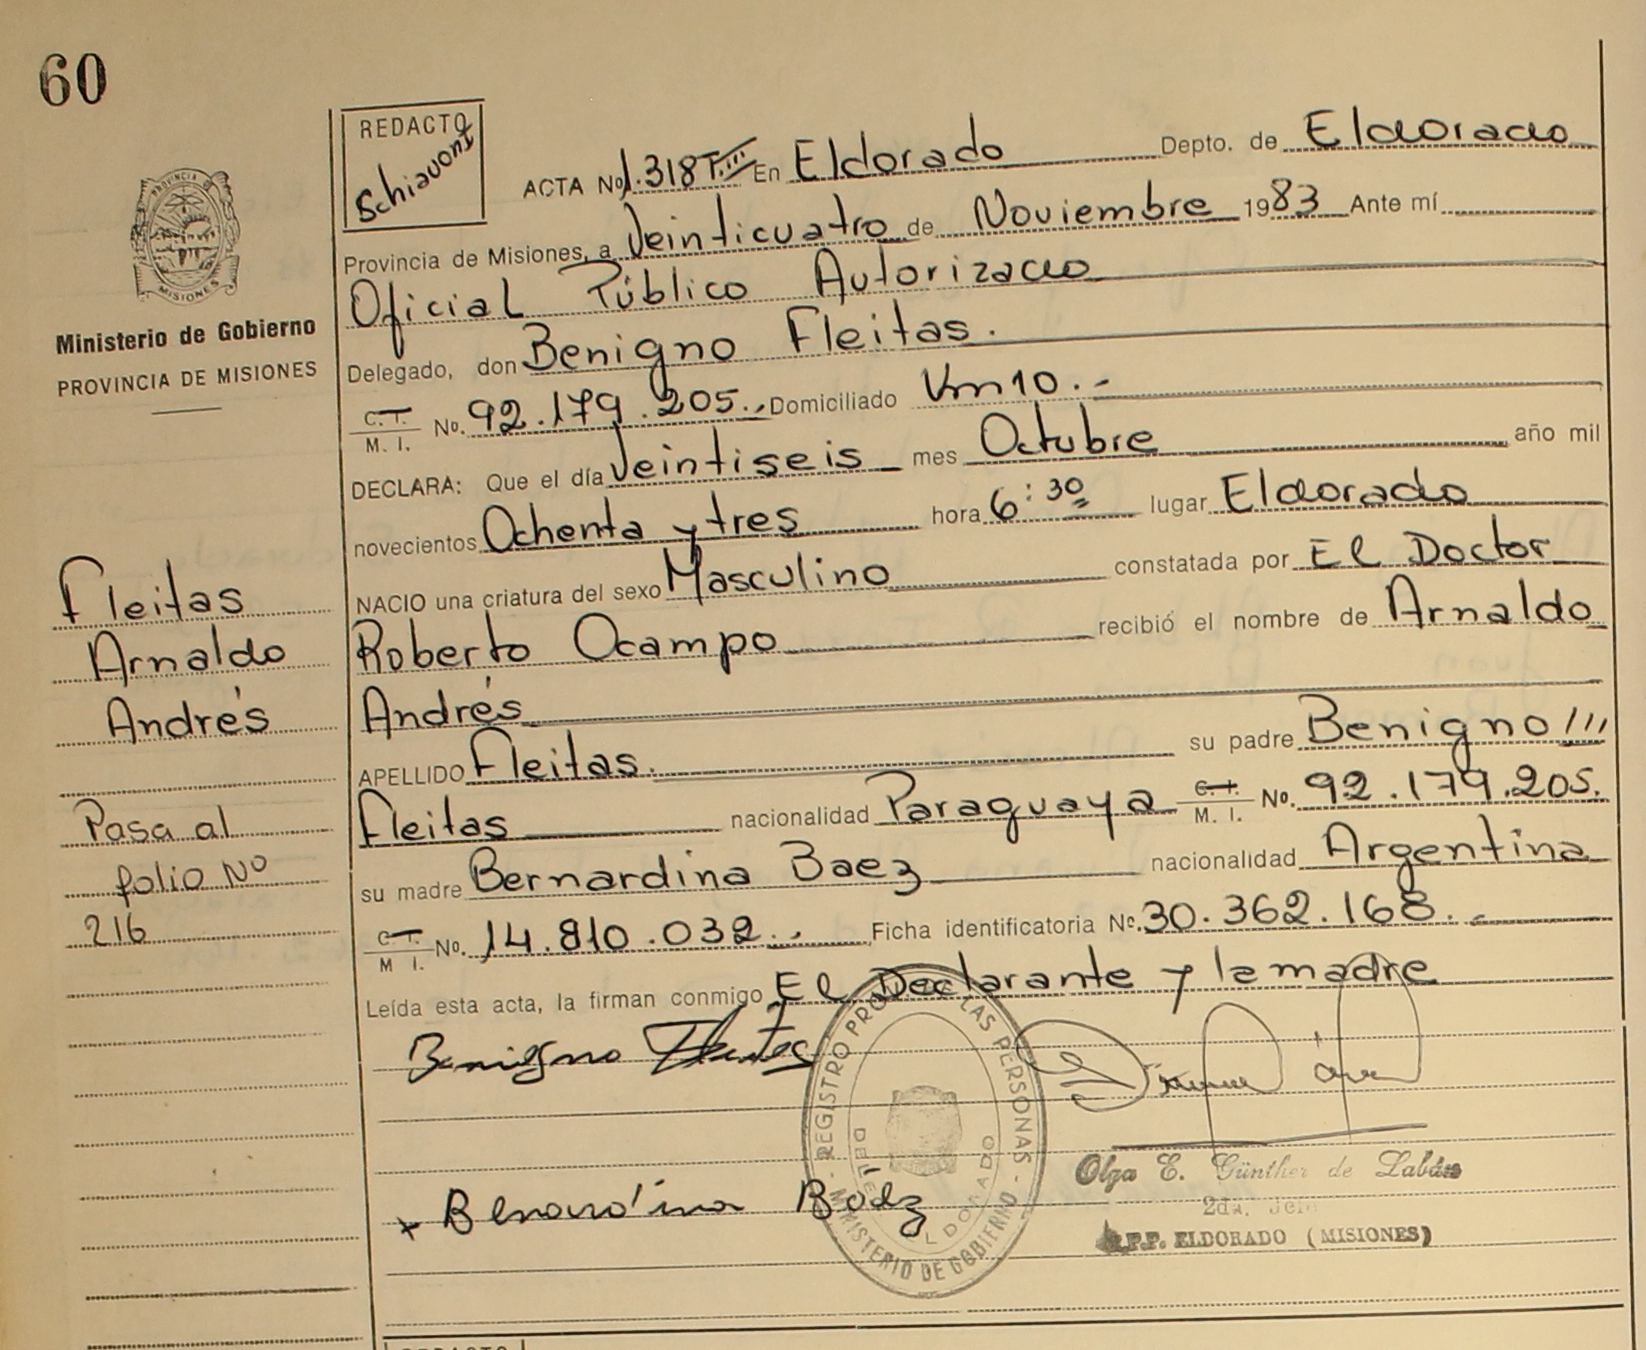 60
REDACTO
Schiavoni
PROVINCIA D
MISIONES
Ministerio de Gobierno
PROVINCIA DE MISIONES
Fleitas
Arnaldo
Andrés
Pasa al
folio Nº
216
ACTA Nº 1.318 T.III En Eldorado Depto. de Eldorado
Provincia de Misiones, a Veinticuatro de Noviembre 1983 Ante mí
Oficial Público Autorizado
Delegado, don Benigno Fleitas.
C.T. M. I. Nº. 92.179.205., Domiciliado Km 10.-
DECLARA: Que el día Veintiseis mes Octubre año mil
novecientos Ochenta y tres hora 6:30 lugar Eldorado
NACIO una criatura del sexo Masculino constatada por El Doctor
Roberto Ocampo recibió el nombre de Arnaldo
Andrés
APELLIDO Fleitas. su padre Benigno ///
Fleitas nacionalidad Paraguaya C.I. M. I. Nº. 92.179.205.
su madre Bernardina Baez nacionalidad Argentina
C.T. M I. Nº. 14.810.032., Ficha identificatoria Nº. 30.362.168.-
Leída esta acta, la firman conmigo El Declarante y la madre
Benigno Fleitas
REGISTRO PRO LAS PERSONAS - MINISTERIO DE GOBIERNO -
DELE ELDORADO
Olga E. Günther de Labás
2da. Jefe
R.P.P. ELDORADO (MISIONES)
+ Benardina Baez